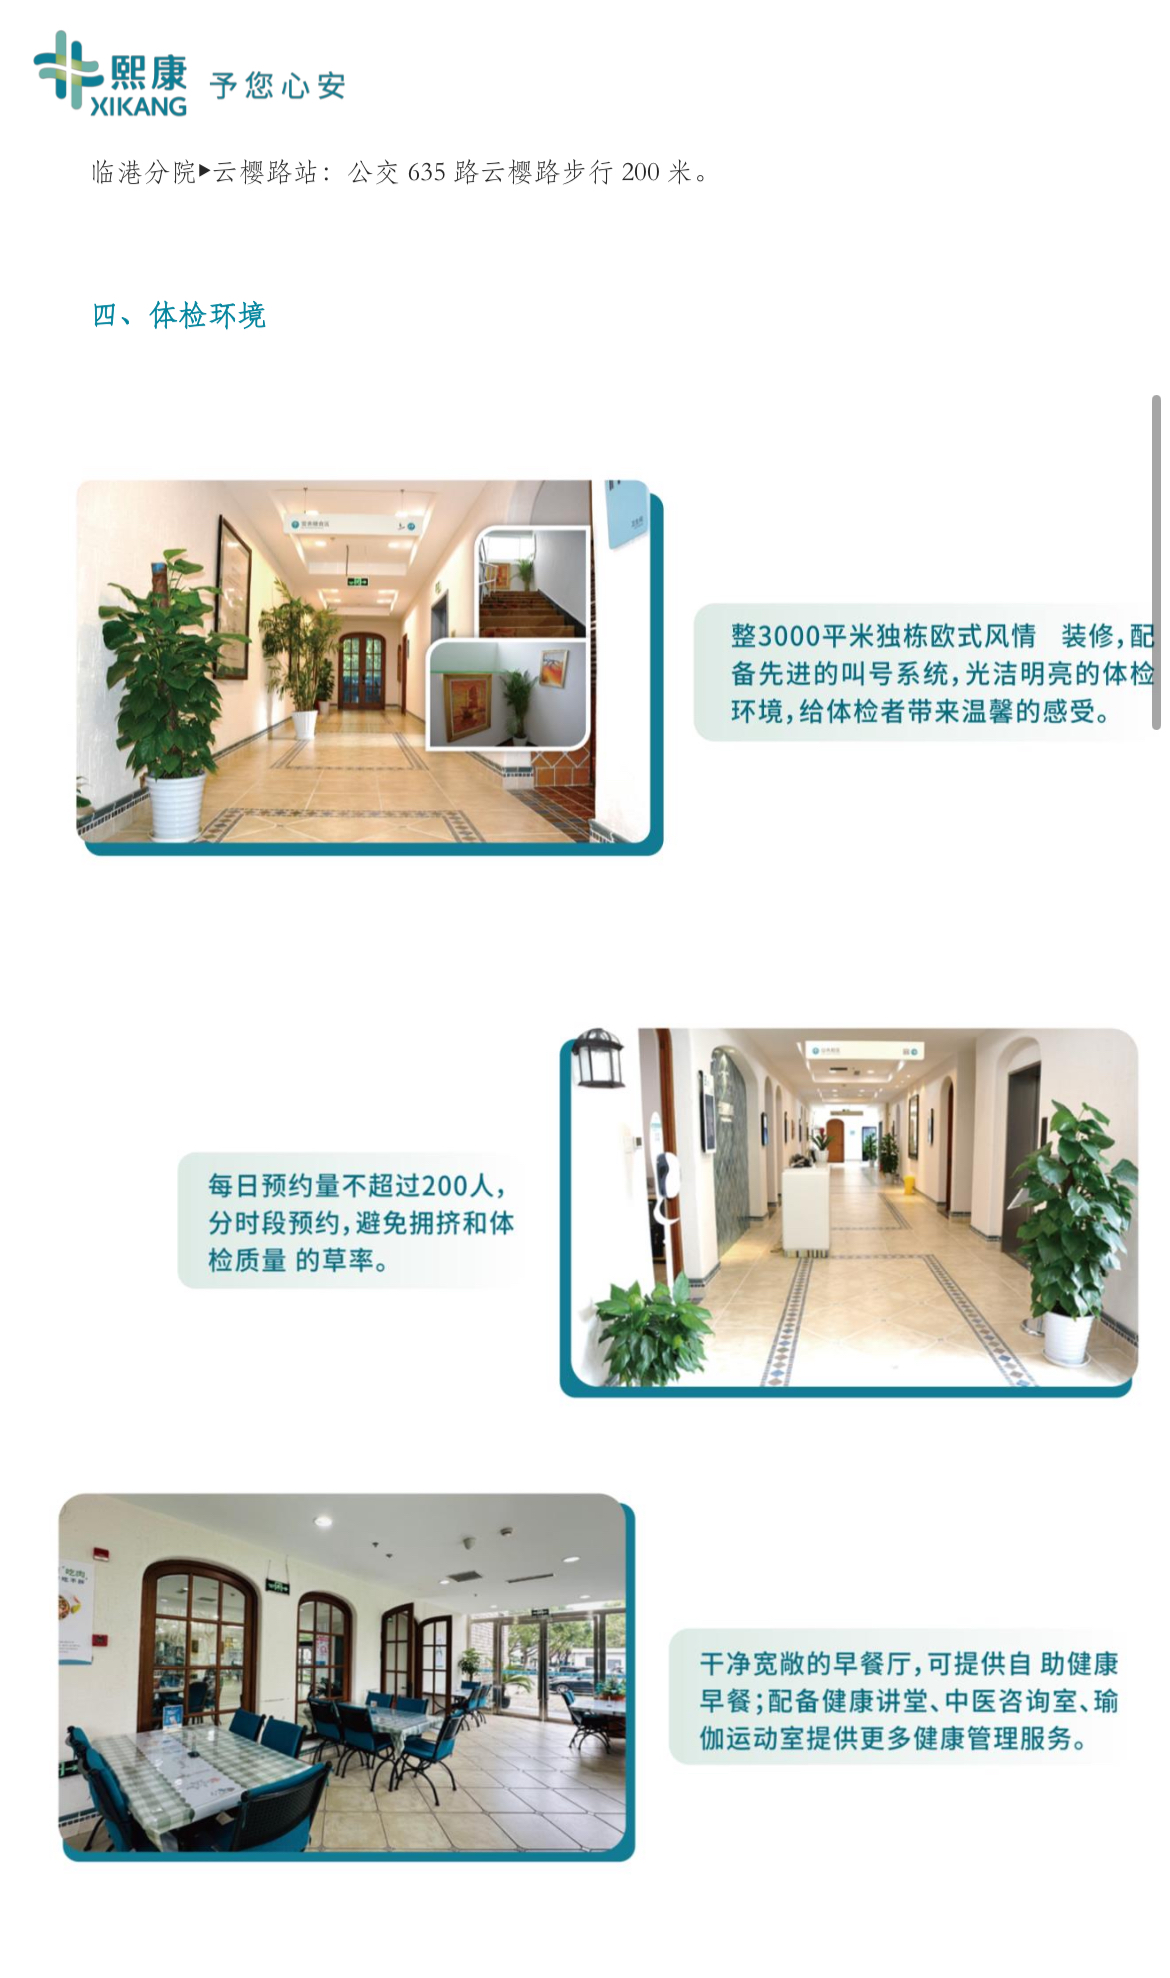 熙康
XIKANG
予您心安
临港分院▶云樱路站：公交 635 路云樱路步行 200 米。
四、体检环境
整3000平米独栋欧式风情 装修，配
备先进的叫号系统，光洁明亮的体检
环境，给体检者带来温馨的感受。
每日预约量不超过200人，
分时段预约，避免拥挤和体
检质量 的草率。
干净宽敞的早餐厅，可提供自 助健康
早餐；配备健康讲堂、中医咨询室、瑜
伽运动室提供更多健康管理服务。